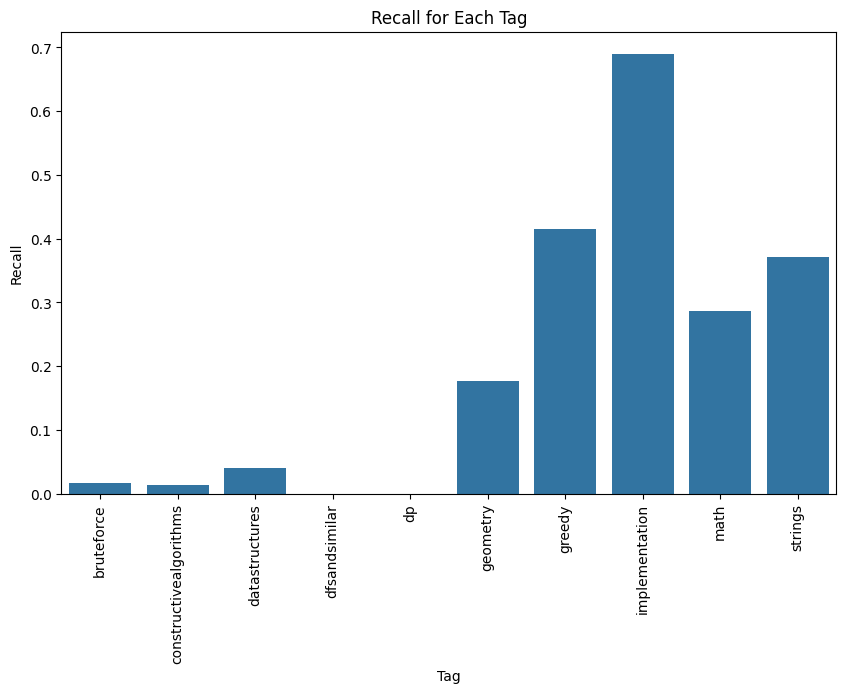 Recall for Each Tag
Recall
0.7
0.6
0.5
0.4
0.3
0.2
0.1
0.0
bruteforce
constructivealgorithms
datastructures
dfsandsimilar
dp
geometry
greedy
implementation
math
strings
Tag